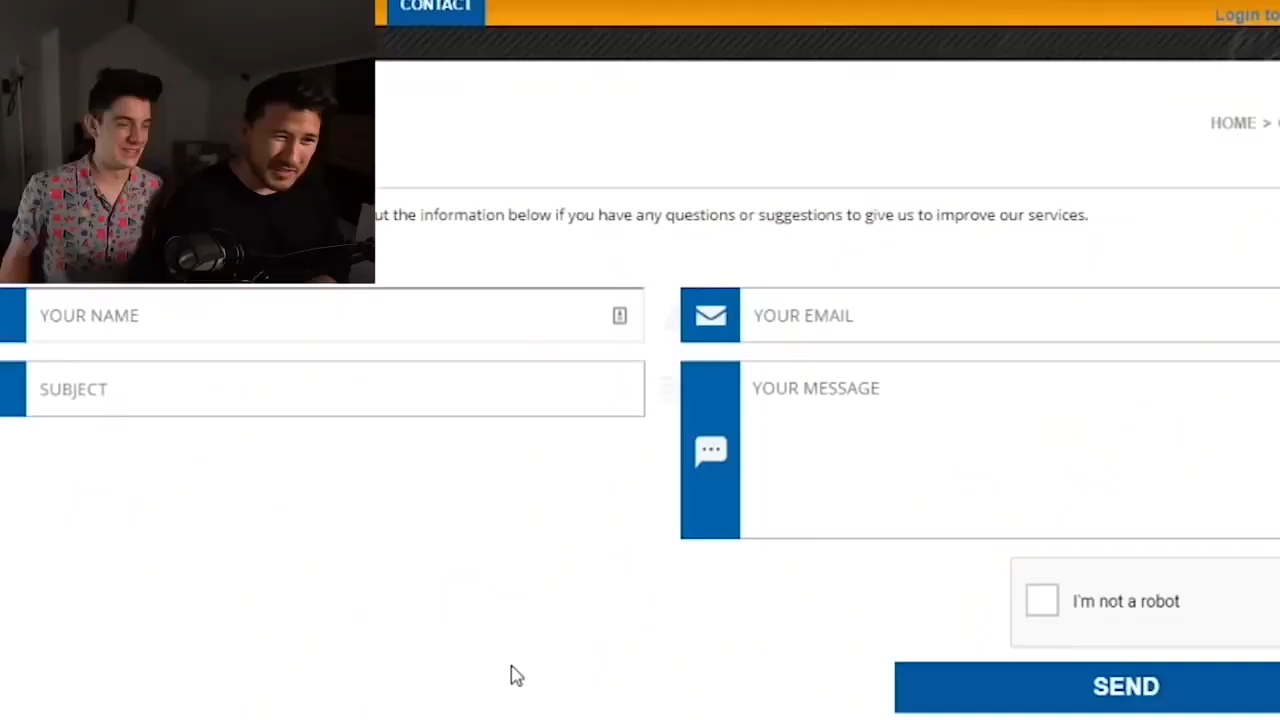 CONTACT
Login to
HOME >
ut the information below if you have any questions or suggestions to give us to improve our services.
YOUR NAME
YOUR EMAIL
SUBJECT
YOUR MESSAGE
I'm not a robot
SEND